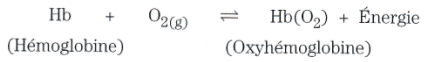 Hb + O2(g) ⇌ Hb(O2) + Énergie
(Hémoglobine) (Oxyhémoglobine)